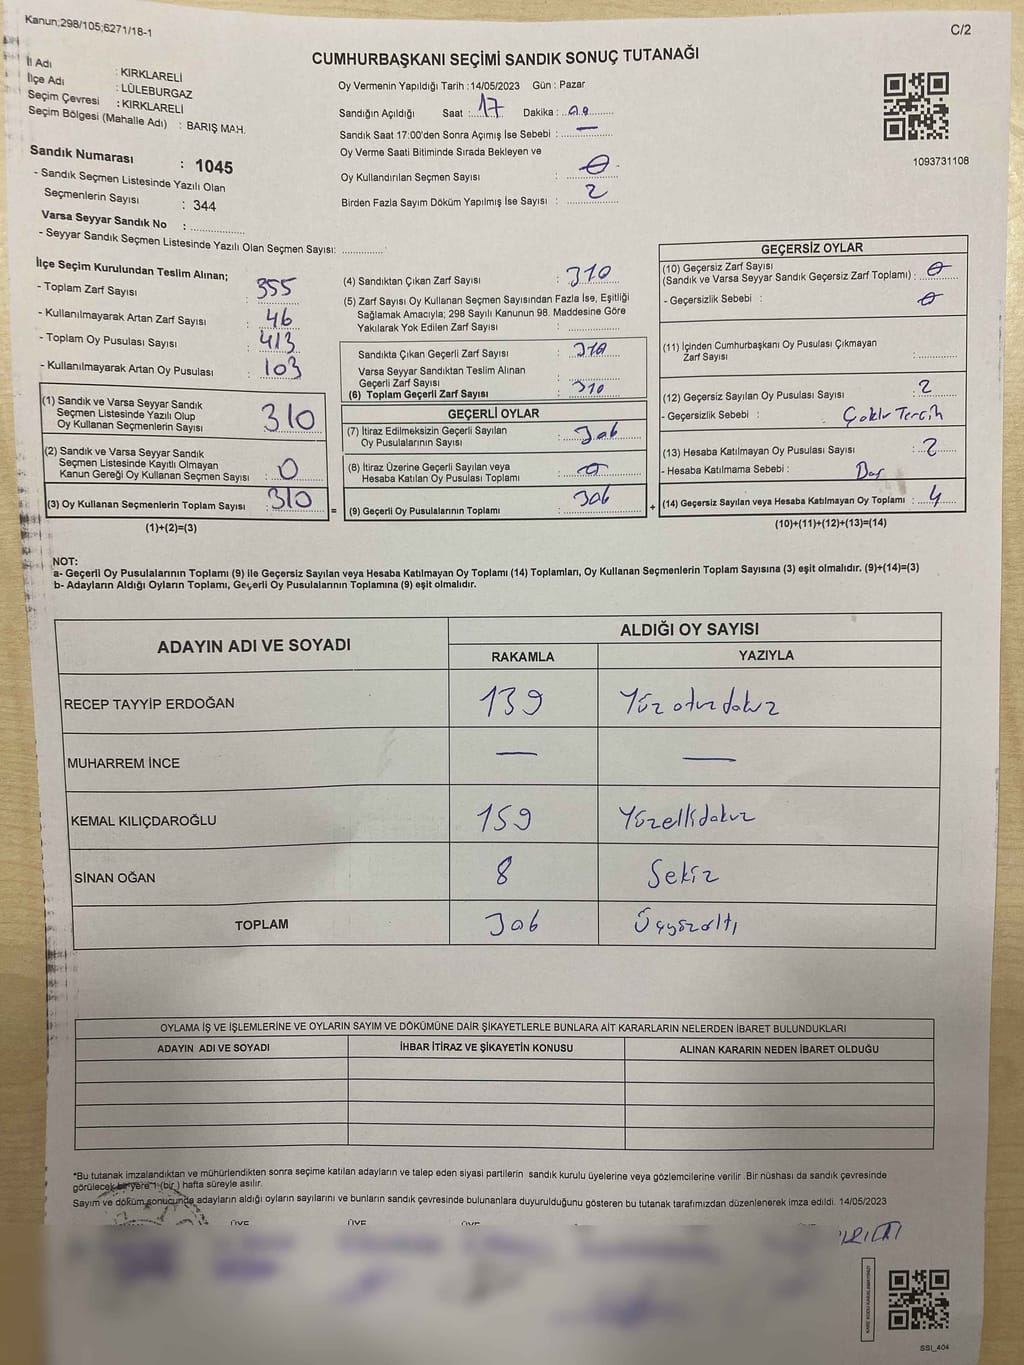 Kanun;298/105;6271/18-1
C/2
CUMHURBAŞKANI SEÇİMİ SANDIK SONUÇ TUTANAĞI
İl Adı : KIRKLARELİ
İlçe Adı : LÜLEBURGAZ
Seçim Çevresi : KIRKLARELİ
Seçim Bölgesi (Mahalle Adı) : BARIŞ MAH.
Oy Vermenin Yapıldığı Tarih : 14/05/2023 Gün : Pazar
Sandığın Açıldığı Saat : 17 Dakika : 00
Sandık Saat 17:00'den Sonra Açımış İse Sebebi : —
Oy Verme Saati Bitiminde Sırada Bekleyen ve
Oy Kullandırılan Seçmen Sayısı : 0
Birden Fazla Sayım Döküm Yapılmış İse Sayısı : 2
1093731108
Sandık Numarası : 1045
- Sandık Seçmen Listesinde Yazılı Olan
Seçmenlerin Sayısı : 344
Varsa Seyyar Sandık No :
- Seyyar Sandık Seçmen Listesinde Yazılı Olan Seçmen Sayısı:
İlçe Seçim Kurulundan Teslim Alınan;
- Toplam Zarf Sayısı : 355
- Kullanılmayarak Artan Zarf Sayısı : 46
- Toplam Oy Pusulası Sayısı : 413
- Kullanılmayarak Artan Oy Pusulası : 103
(1) Sandık ve Varsa Seyyar Sandık
Seçmen Listesinde Yazılı Olup
Oy Kullanan Seçmenlerin Sayısı 310
(2) Sandık ve Varsa Seyyar Sandık
Seçmen Listesinde Kayıtlı Olmayan
Kanun Gereği Oy Kullanan Seçmen Sayısı : 0
(3) Oy Kullanan Seçmenlerin Toplam Sayısı : 310
(1)+(2)=(3)
=
(4) Sandıktan Çıkan Zarf Sayısı : 310
(5) Zarf Sayısı Oy Kullanan Seçmen Sayısından Fazla İse, Eşitliği
Sağlamak Amacıyla; 298 Sayılı Kanunun 98. Maddesine Göre
Yakılarak Yok Edilen Zarf Sayısı :
Sandıkta Çıkan Geçerli Zarf Sayısı : 310
Varsa Seyyar Sandıktan Teslim Alınan
Geçerli Zarf Sayısı :
(6) Toplam Geçerli Zarf Sayısı : 310
GEÇERLİ OYLAR
(7) İtiraz Edilmeksizin Geçerli Sayılan
Oy Pusulalarının Sayısı : 306
(8) İtiraz Üzerine Geçerli Sayılan veya
Hesaba Katılan Oy Pusulası Toplamı : 0
(9) Geçerli Oy Pusulalarının Toplamı : 306
+
GEÇERSİZ OYLAR
(10) Geçersiz Zarf Sayısı
(Sandık ve Varsa Seyyar Sandık Geçersiz Zarf Toplamı) : 0
- Geçersizlik Sebebi : 0
(11) İçinden Cumhurbaşkanı Oy Pusulası Çıkmayan
Zarf Sayısı :
(12) Geçersiz Sayılan Oy Pusulası Sayısı : 2
- Geçersizlik Sebebi : Çoklu Tercih
(13) Hesaba Katılmayan Oy Pusulası Sayısı : 2
- Hesaba Katılmama Sebebi : Boş
(14) Geçersiz Sayılan veya Hesaba Katılmayan Oy Toplamı : 4
(10)+(11)+(12)+(13)=(14)
NOT:
a- Geçerli Oy Pusulalarının Toplamı (9) ile Geçersiz Sayılan veya Hesaba Katılmayan Oy Toplamı (14) Toplamları, Oy Kullanan Seçmenlerin Toplam Sayısına (3) eşit olmalıdır. (9)+(14)=(3)
b- Adayların Aldığı Oyların Toplamı, Geçerli Oy Pusulalarının Toplamına (9) eşit olmalıdır.
ADAYIN ADI VE SOYADI ALDIĞI OY SAYISI
RAKAMLA YAZIYLA
RECEP TAYYİP ERDOĞAN 139 Yüz otuz dokuz
MUHARREM İNCE — —
KEMAL KILIÇDAROĞLU 159 Yüzellidokuz
SİNAN OĞAN 8 Sekiz
TOPLAM 306 Üçyüzaltı
OYLAMA İŞ VE İŞLEMLERİNE VE OYLARIN SAYIM VE DÖKÜMÜNE DAİR ŞİKAYETLERLE BUNLARA AİT KARARLARIN NELERDEN İBARET BULUNDUKLARI
ADAYIN ADI VE SOYADI İHBAR İTİRAZ VE ŞİKAYETİN KONUSU ALINAN KARARIN NEDEN İBARET OLDUĞU
*Bu tutanak imzalandıktan ve mühürlendikten sonra seçime katılan adayların ve talep eden siyasi partilerin sandık kurulu üyelerine veya gözlemcilerine verilir. Bir nüshası da sandık çevresinde
görülecek bir yere 1 (bir ) hafta süreyle asılır.
Sayım ve döküm sonucunda adayların aldığı oyların sayılarını ve bunların sandık çevresinde bulunanlara duyurulduğunu gösteren bu tutanak tarafımızdan düzenlenerek imza edildi. 14/05/2023
ÜYE ÜYE ÜYE
SSI_404